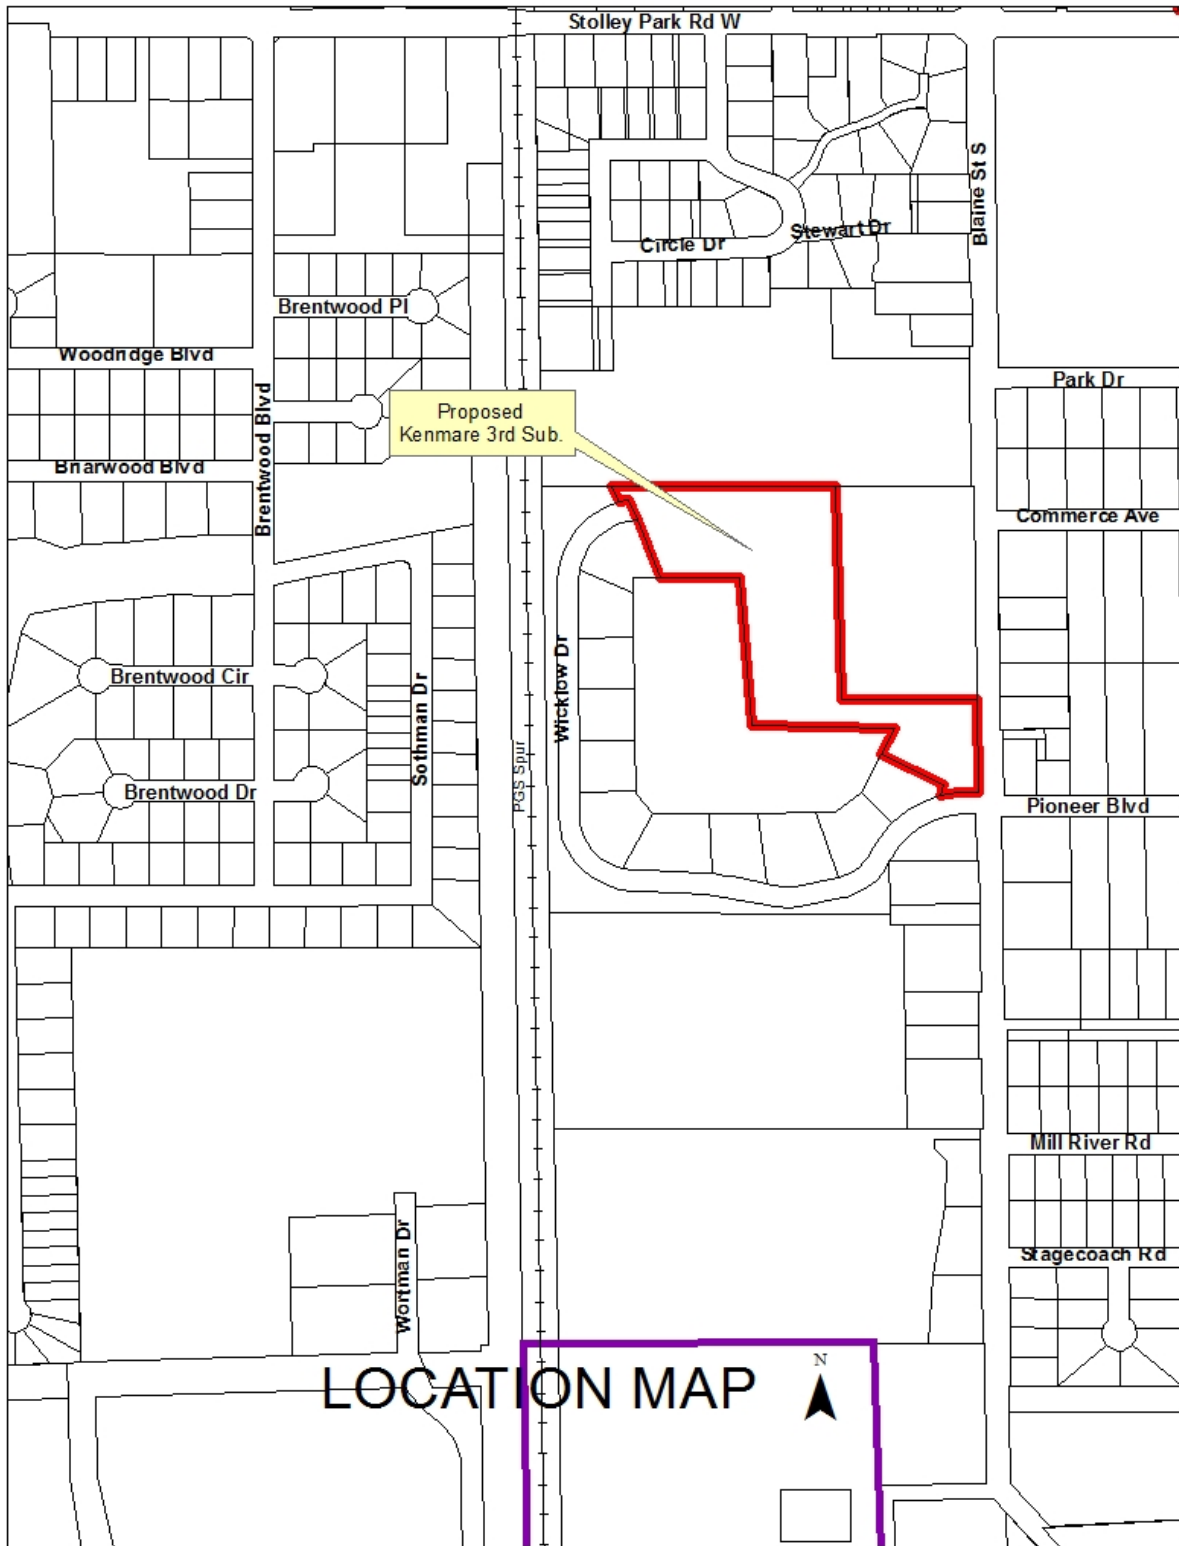 Stolley Park Rd W
Blaine St S
Stewart Dr
Circle Dr
Brentwood Pl
Woodridge Blvd
Park Dr
Brentwood Blvd
Proposed
Kenmare 3rd Sub.
Briarwood Blvd
Commerce Ave
Wicklow Dr
Brentwood Cir
Sothman Dr
PGS Spur
Brentwood Dr
Pioneer Blvd
Mill River Rd
Wortman Dr
Stagecoach Rd
N
LOCATION MAP